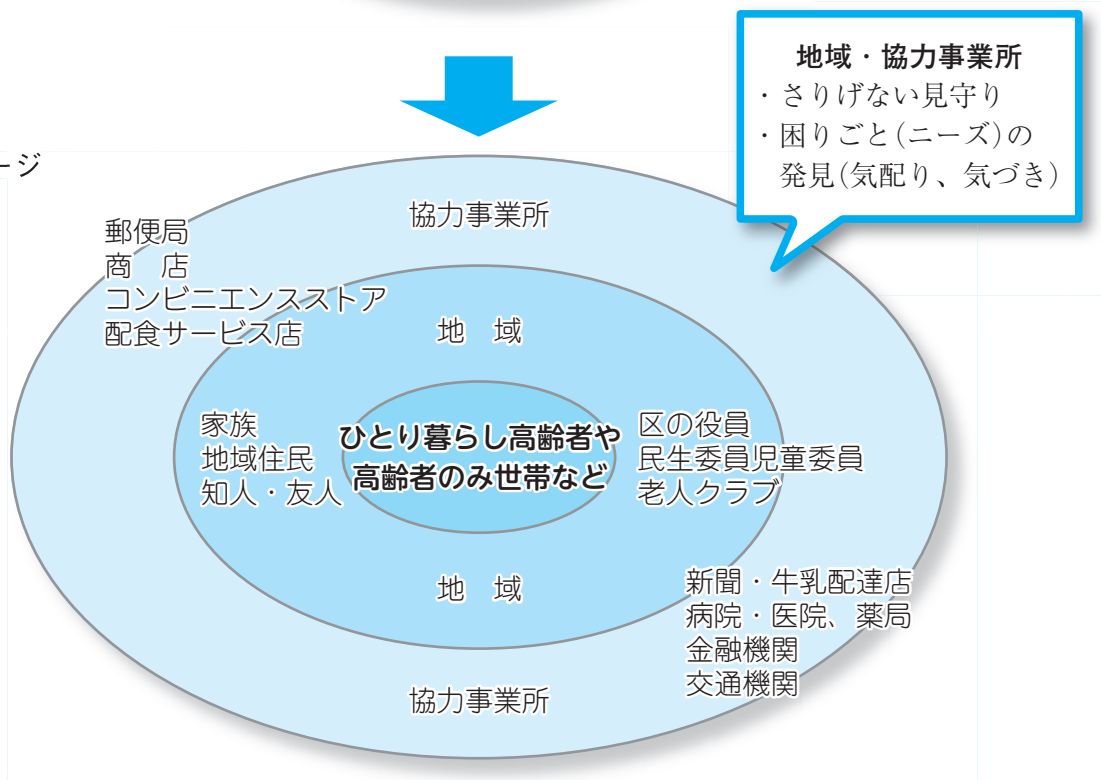 地域・協力事業所
・さりげない見守り
・困りごと(ニーズ)の
発見(気配り、気づき)
ージ
協力事業所
郵便局
商　店
コンビニエンスストア
配食サービス店
地　域
家族
地域住民
知人・友人
ひとり暮らし高齢者や
高齢者のみ世帯など
区の役員
民生委員児童委員
老人クラブ
地　域
新聞・牛乳配達店
病院・医院、薬局
金融機関
交通機関
協力事業所